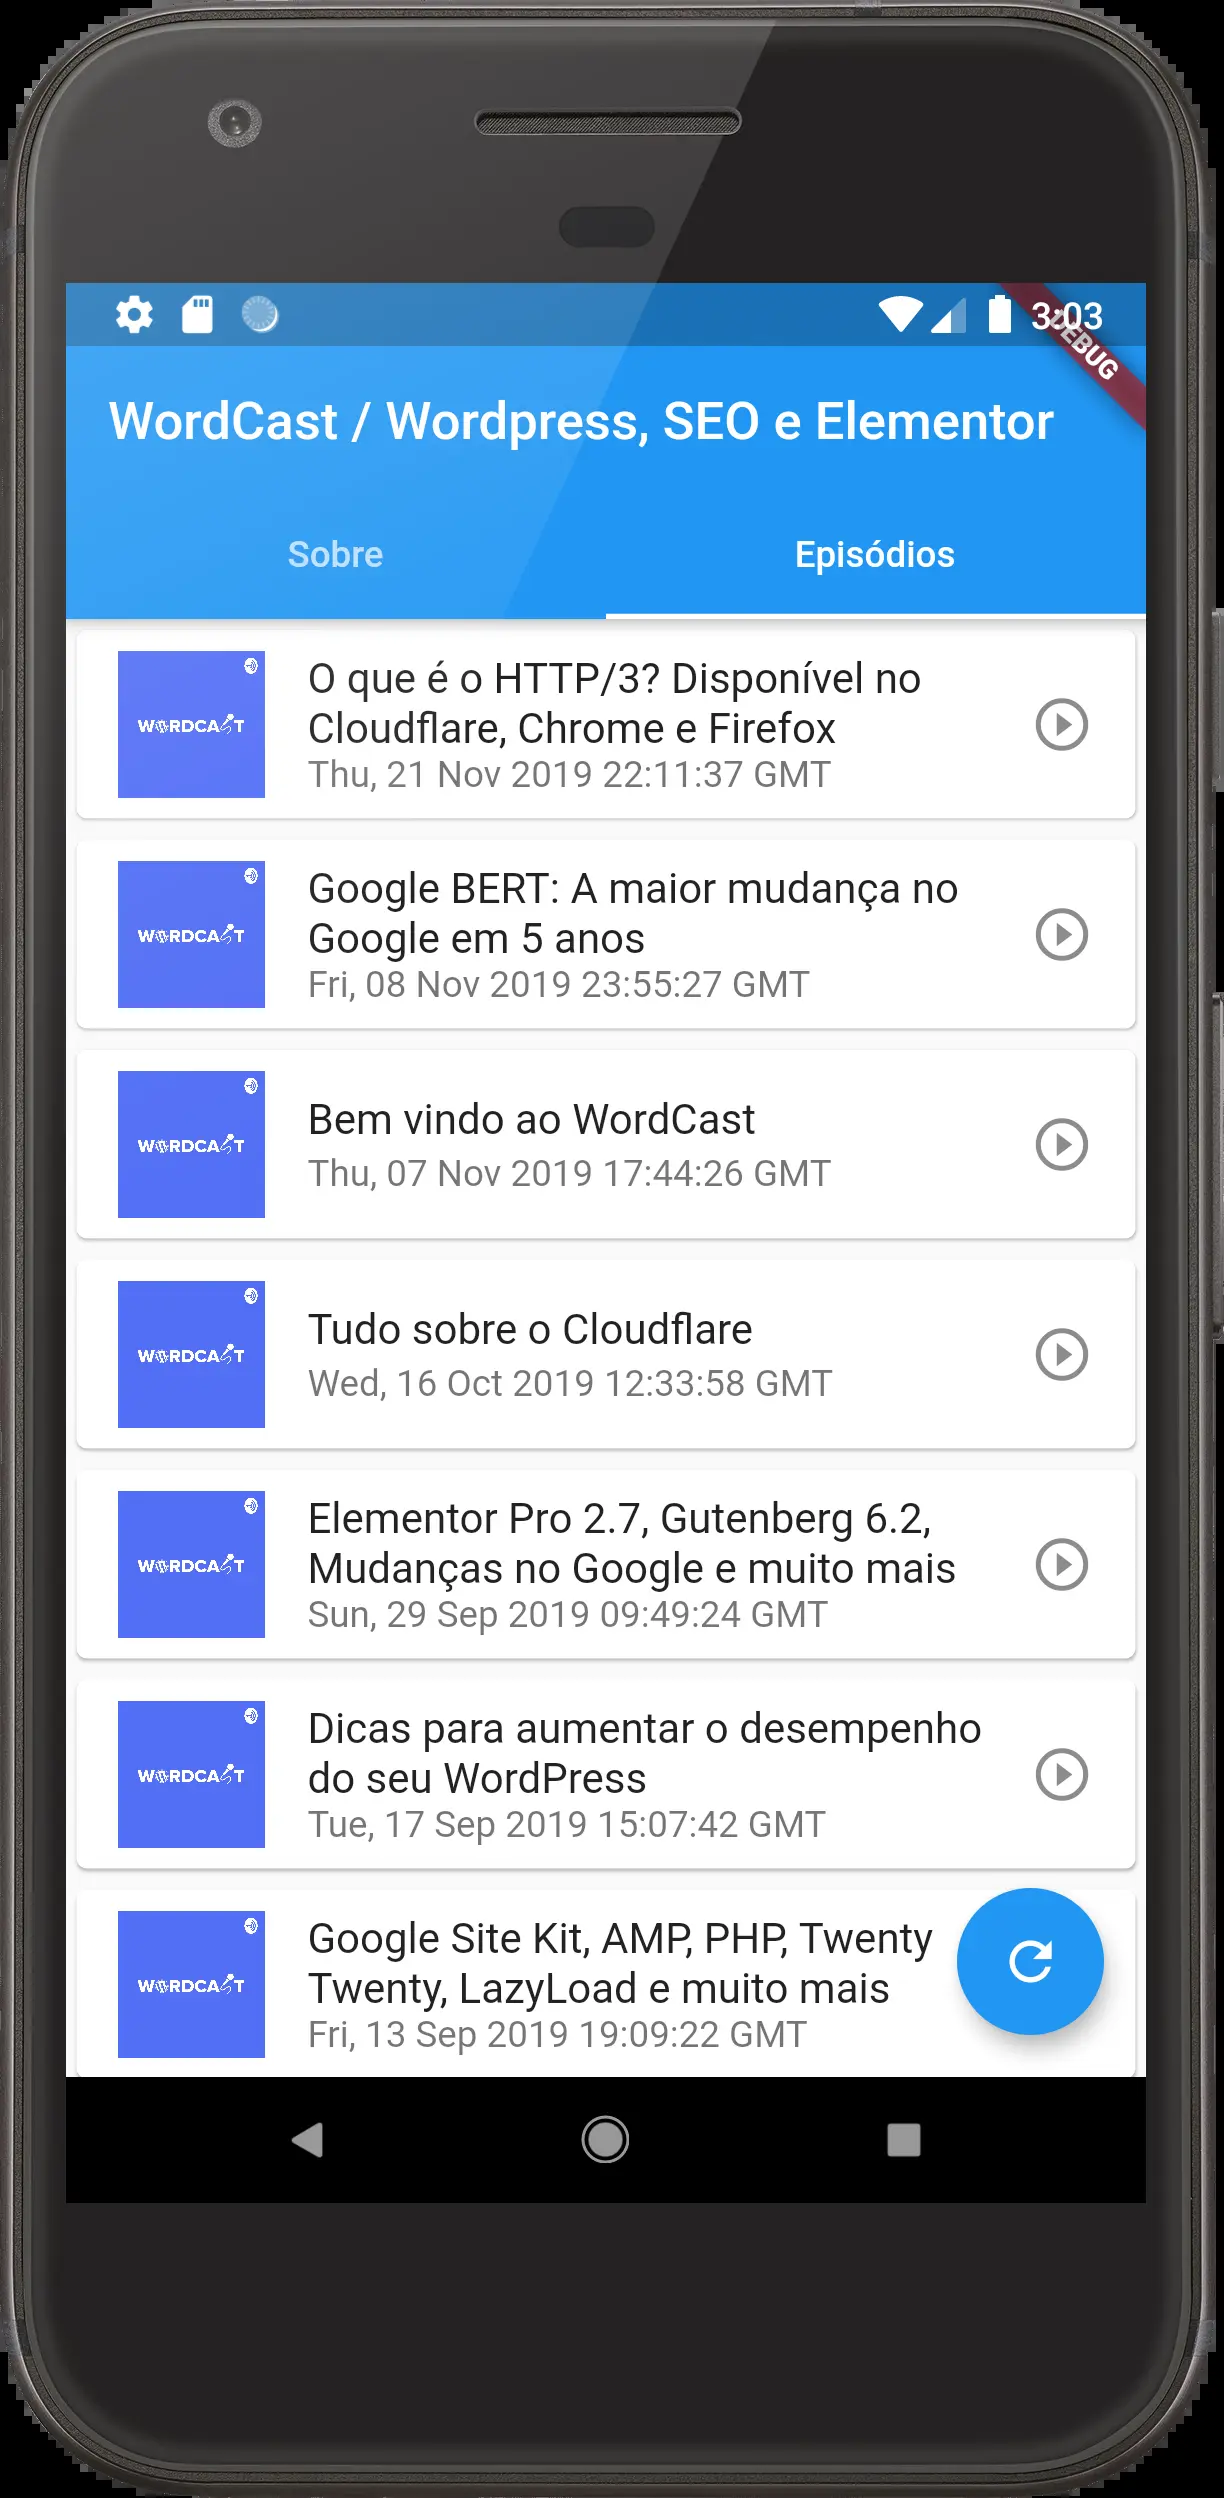 3:03
DEBUG
WordCast / Wordpress, SEO e Elementor
Sobre
Episódios
WORDCAST
O que é o HTTP/3? Disponível no
Cloudflare, Chrome e Firefox
Thu, 21 Nov 2019 22:11:37 GMT
WORDCAST
Google BERT: A maior mudança no
Google em 5 anos
Fri, 08 Nov 2019 23:55:27 GMT
WORDCAST
Bem vindo ao WordCast
Thu, 07 Nov 2019 17:44:26 GMT
WORDCAST
Tudo sobre o Cloudflare
Wed, 16 Oct 2019 12:33:58 GMT
WORDCAST
Elementor Pro 2.7, Gutenberg 6.2,
Mudanças no Google e muito mais
Sun, 29 Sep 2019 09:49:24 GMT
WORDCAST
Dicas para aumentar o desempenho
do seu WordPress
Tue, 17 Sep 2019 15:07:42 GMT
WORDCAST
Google Site Kit, AMP, PHP, Twenty
Twenty, LazyLoad e muito mais
Fri, 13 Sep 2019 19:09:22 GMT